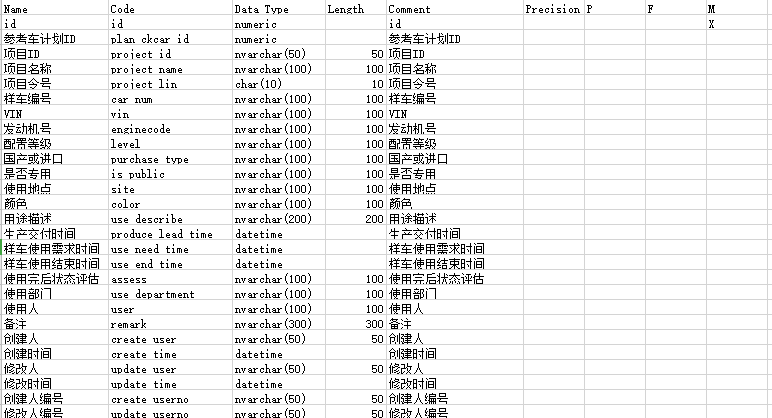 Name Code Data Type Length Comment Precision P F M
id id numeric id X
参考车计划ID plan ckcar id numeric 参考车计划ID
项目ID project id nvarchar(50) 50 项目ID
项目名称 project name nvarchar(100) 100 项目名称
项目令号 project lin char(10) 10 项目令号
样车编号 car num nvarchar(100) 100 样车编号
VIN vin nvarchar(100) 100 VIN
发动机号 enginecode nvarchar(100) 100 发动机号
配置等级 level nvarchar(100) 100 配置等级
国产或进口 purchase type nvarchar(100) 100 国产或进口
是否专用 is public nvarchar(100) 100 是否专用
使用地点 site nvarchar(100) 100 使用地点
颜色 color nvarchar(100) 100 颜色
用途描述 use describe nvarchar(200) 200 用途描述
生产交付时间 produce lead time datetime 生产交付时间
样车使用需求时间 use need time datetime 样车使用需求时间
样车使用结束时间 use end time datetime 样车使用结束时间
使用完后状态评估 assess nvarchar(100) 100 使用完后状态评估
使用部门 use department nvarchar(100) 100 使用部门
使用人 user nvarchar(100) 100 使用人
备注 remark nvarchar(300) 300 备注
创建人 create user nvarchar(50) 50 创建人
创建时间 create time datetime 创建时间
修改人 update user nvarchar(50) 50 修改人
修改时间 update time datetime 修改时间
创建人编号 create userno nvarchar(50) 50 创建人编号
修改人编号 update userno nvarchar(50) 50 修改人编号